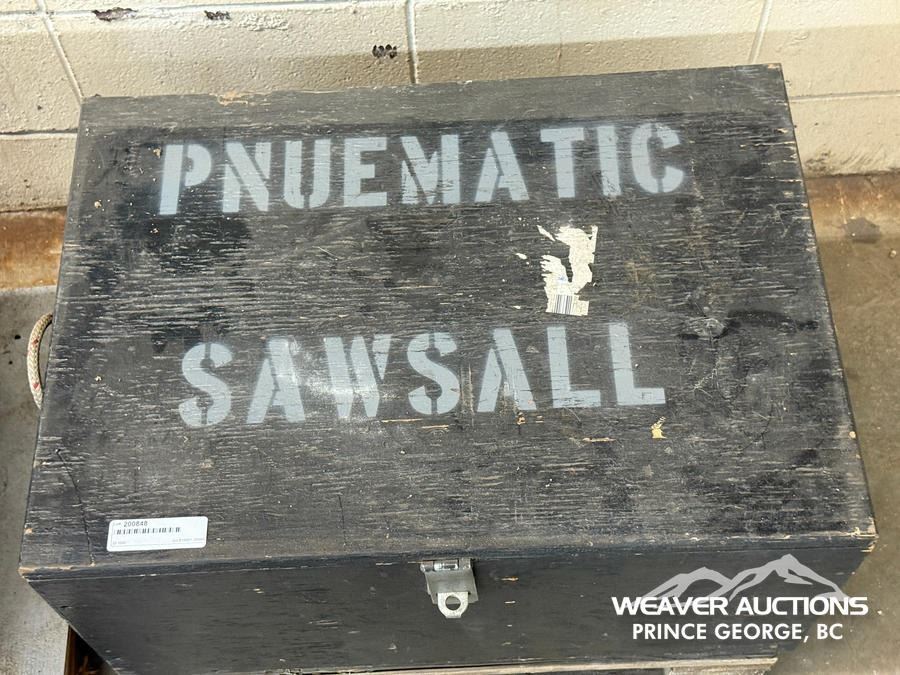 PNUEMATIC
SAWSALL
200848
WEAVER AUCTIONS
PRINCE GEORGE, BC